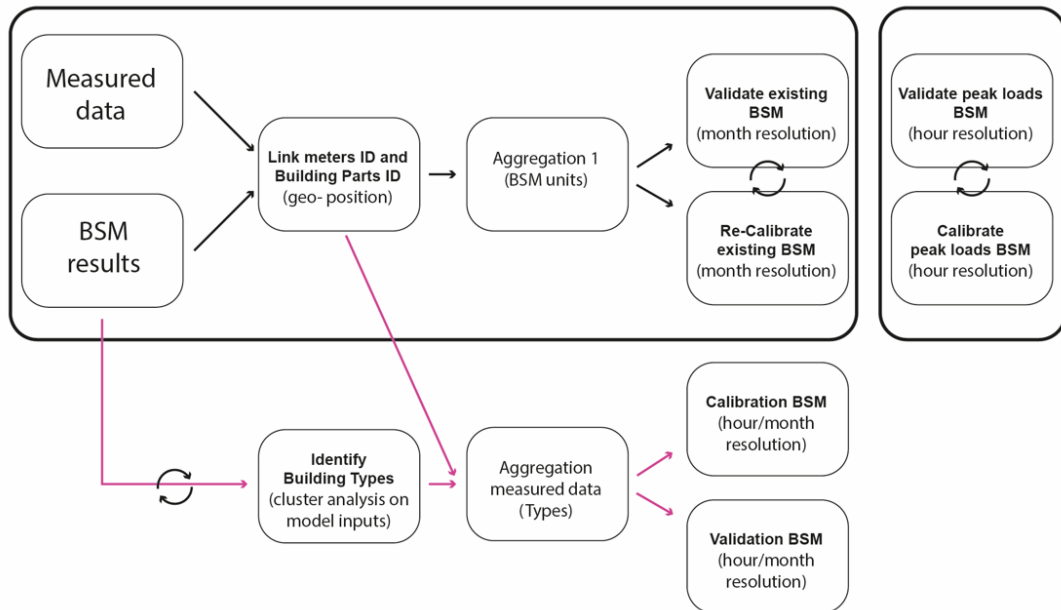 Measured
data
BSM
results
Link meters ID and
Building Parts ID
(geo- position)
Aggregation 1
(BSM units)
Validate existing
BSM
(month resolution)
Re-Calibrate
existing BSM
(month resolution)
Validate peak loads
BSM
(hour resolution)
Calibrate
peak loads BSM
(hour resolution)
Identify
Building Types
(cluster analysis on
model inputs)
Aggregation
measured data
(Types)
Calibration BSM
(hour/month
resolution)
Validation BSM
(hour/month
resolution)